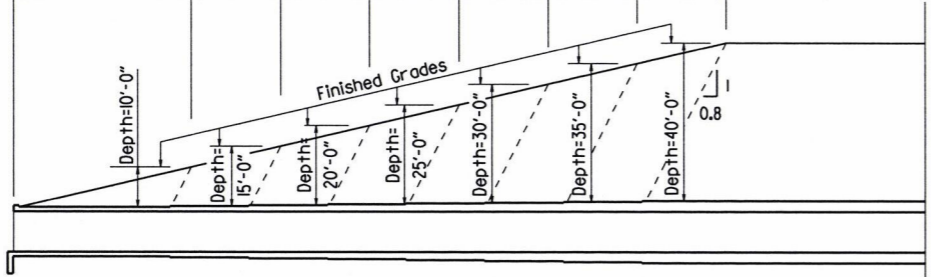 Finished Grades
Depth=10'-0"
Depth=
15'-0"
Depth=
20'-0"
Depth=
25'-0"
Depth=30'-0"
Depth=35'-0"
Depth=40'-0"
1
0.8